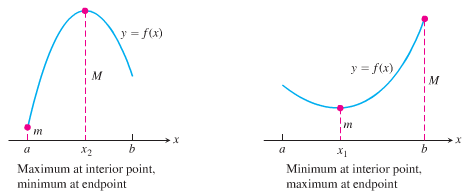 y = f(x)
M
m
a
x₂
b
x
Maximum at interior point,
minimum at endpoint
y = f(x)
M
m
a
x₁
b
x
Minimum at interior point,
maximum at endpoint